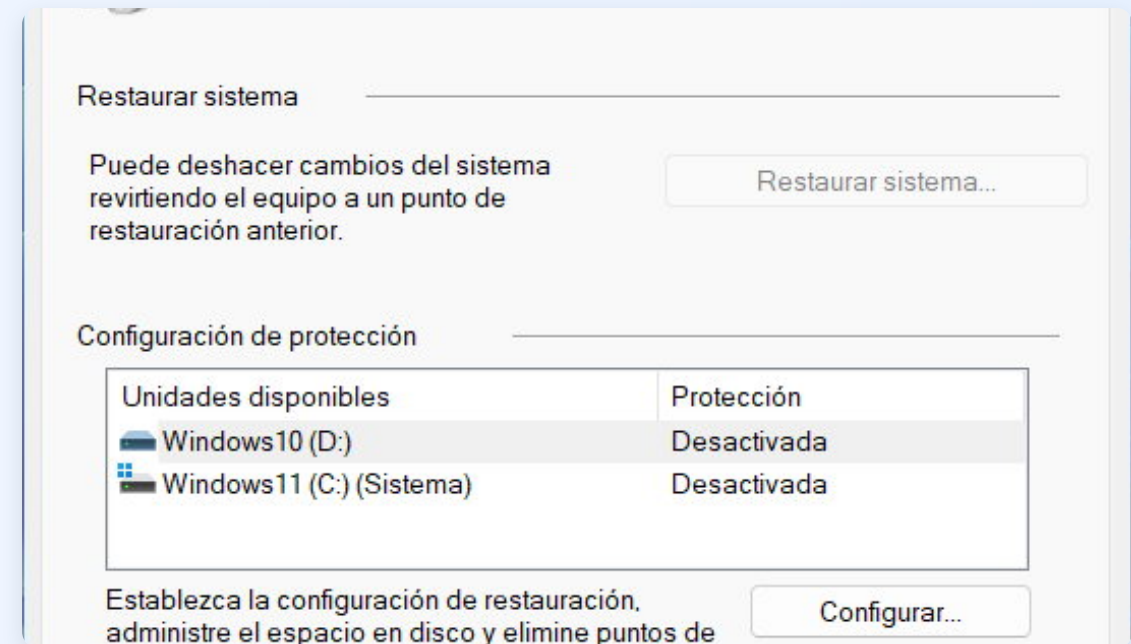 Restaurar sistema
Puede deshacer cambios del sistema
revirtiendo el equipo a un punto de
restauración anterior.
Restaurar sistema...
Configuración de protección
Unidades disponibles Protección
Windows10 (D:) Desactivada
Windows11 (C:) (Sistema) Desactivada
Establezca la configuración de restauración,
administre el espacio en disco y elimine puntos de
Configurar...